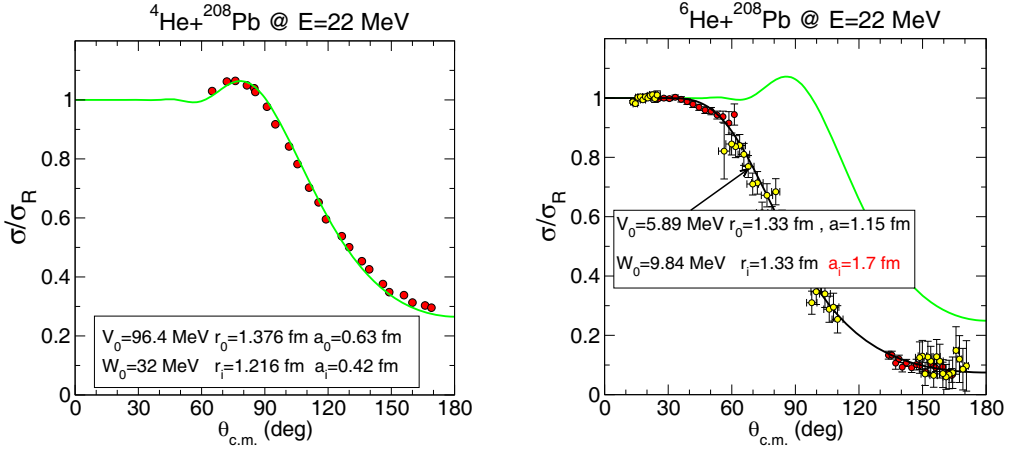 ⁴He+²⁰⁸Pb @ E=22 MeV
1
0.8
0.6
0.4
0.2
0
σ/σR
V0=96.4 MeV r0=1.376 fm a0=0.63 fm
W0=32 MeV ri=1.216 fm ai=0.42 fm
0 30 60 90 120 150 180
θc.m. (deg)
⁶He+²⁰⁸Pb @ E=22 MeV
1
0.8
0.6
0.4
0.2
0
σ/σR
V0=5.89 MeV r0=1.33 fm , a=1.15 fm
W0=9.84 MeV ri=1.33 fm ai=1.7 fm
0 30 60 90 120 150 180
θc.m. (deg)